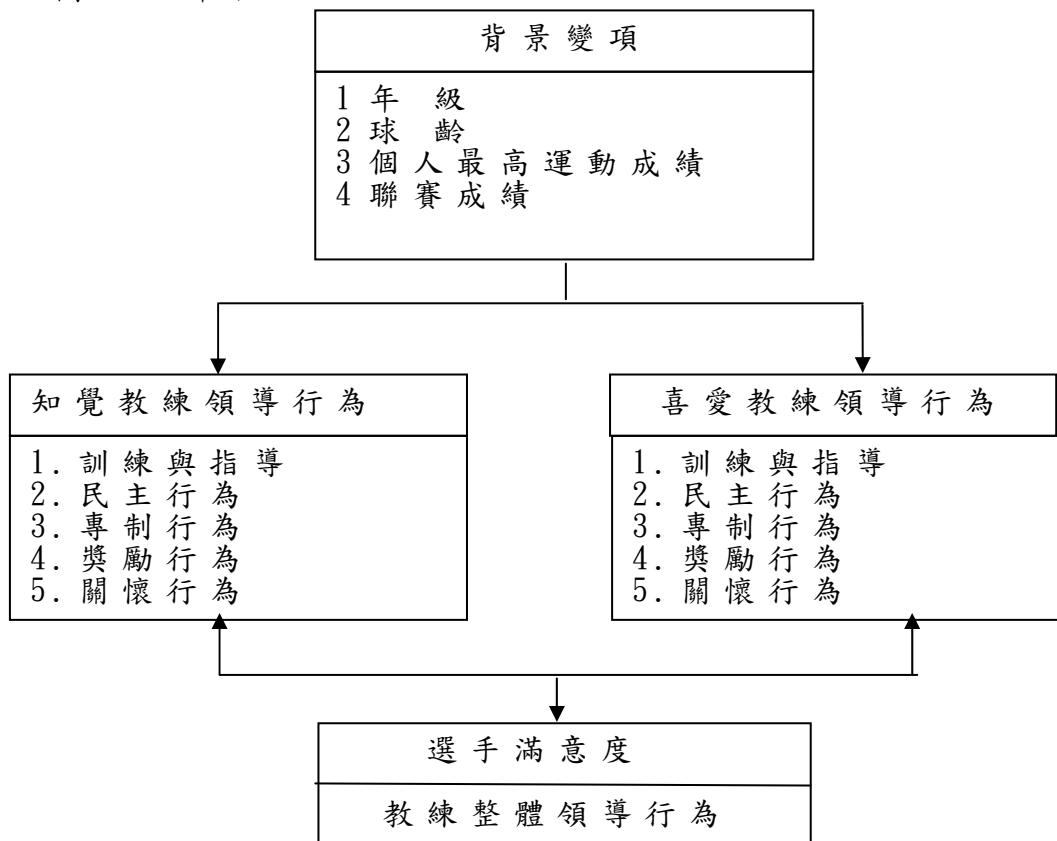 背景變項
1 年 級
2 球 齡
3 個人最高運動成績
4 聯賽成績
知覺教練領導行為
1.訓練與指導
2.民主行為
3.專制行為
4.獎勵行為
5.關懷行為
喜愛教練領導行為
1.訓練與指導
2.民主行為
3.專制行為
4.獎勵行為
5.關懷行為
選手滿意度
教練整體領導行為